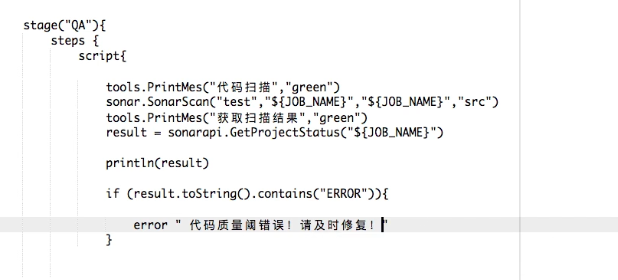 stage("QA"){
steps {
script{
tools.PrintMes("代码扫描","green")
sonar.SonarScan("test","${JOB_NAME}","${JOB_NAME}","src")
tools.PrintMes("获取扫描结果","green")
result = sonarapi.GetProjectStatus("${JOB_NAME}")
println(result)
if (result.toString().contains("ERROR")){
error " 代码质量阈错误！请及时修复！"
}